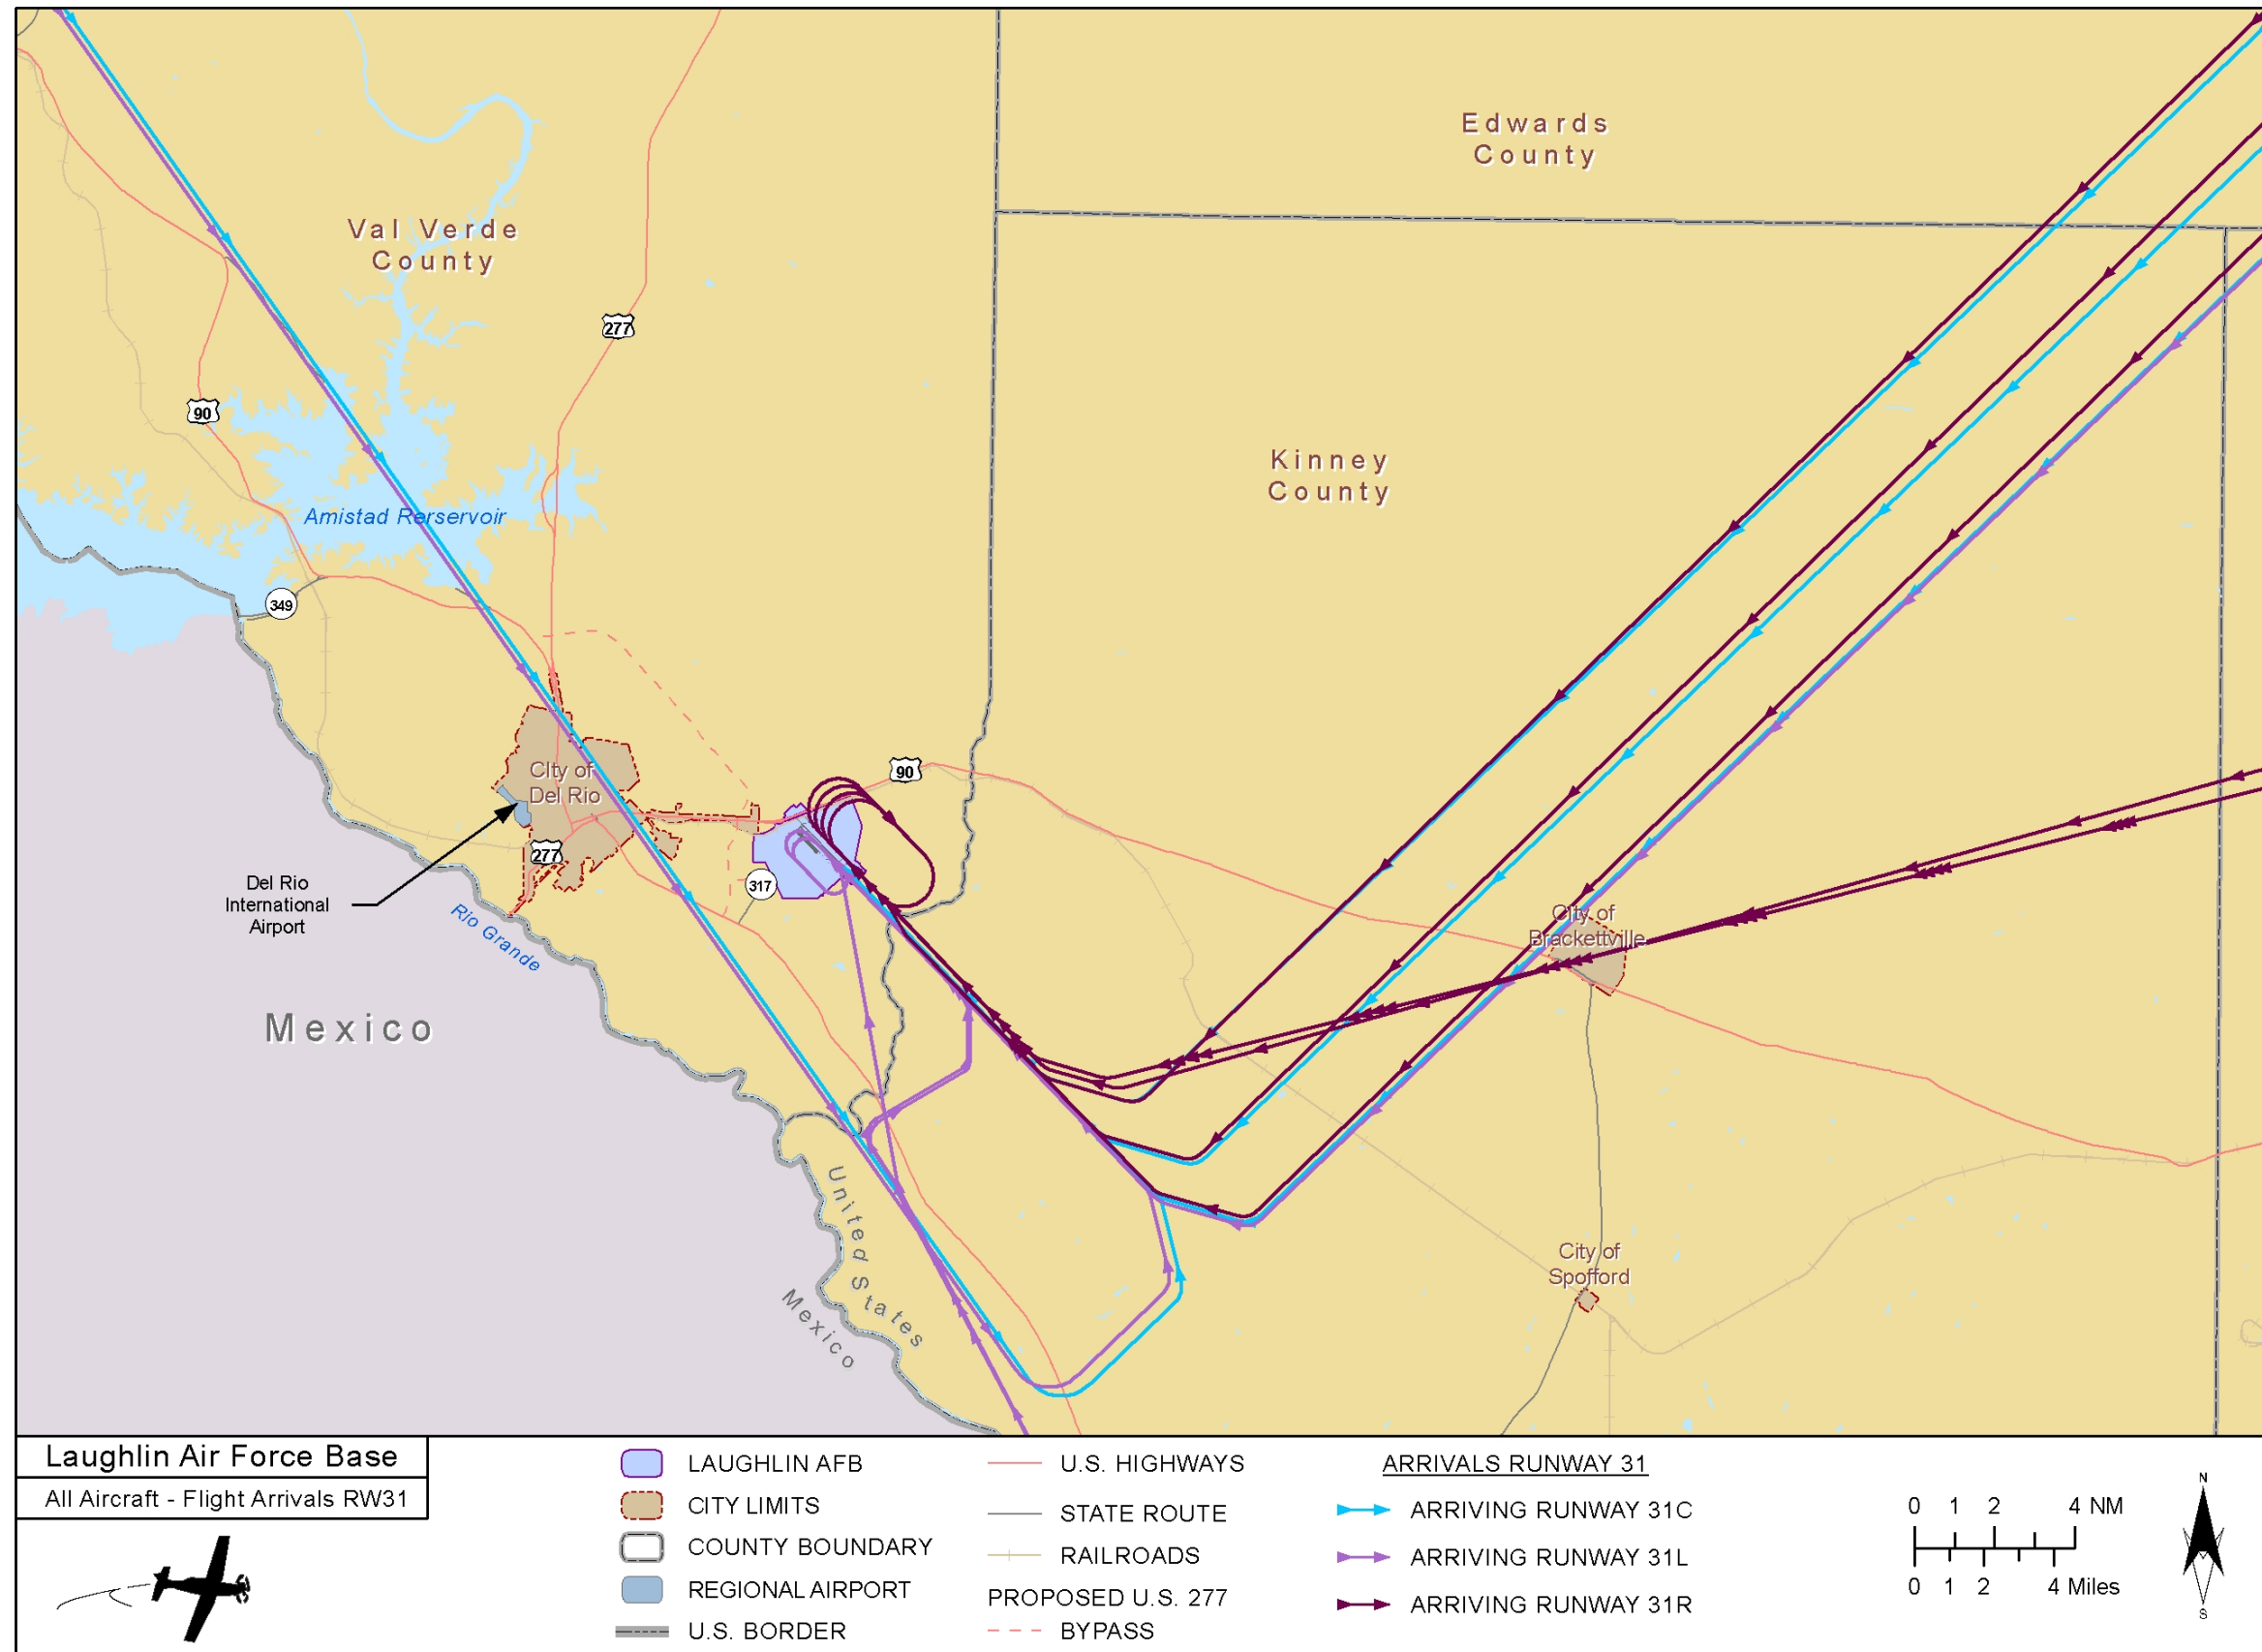 Edwards
County
Val Verde
County
277
90
Kinney
County
Amistad Rerservoir
349
CIty of
Del Rio
90
277
317
Del Rio
International
Airport
Rio Grande
City of
Brackettville
Mexico
United States
Mexico
City of
Spofford
Laughlin Air Force Base
All Aircraft - Flight Arrivals RW31
LAUGHLIN AFB
CITY LIMITS
COUNTY BOUNDARY
REGIONAL AIRPORT
U.S. BORDER
U.S. HIGHWAYS
STATE ROUTE
RAILROADS
PROPOSED U.S. 277
BYPASS
ARRIVALS RUNWAY 31
ARRIVING RUNWAY 31C
ARRIVING RUNWAY 31L
ARRIVING RUNWAY 31R
0 1 2 4 NM
0 1 2 4 Miles
N
S